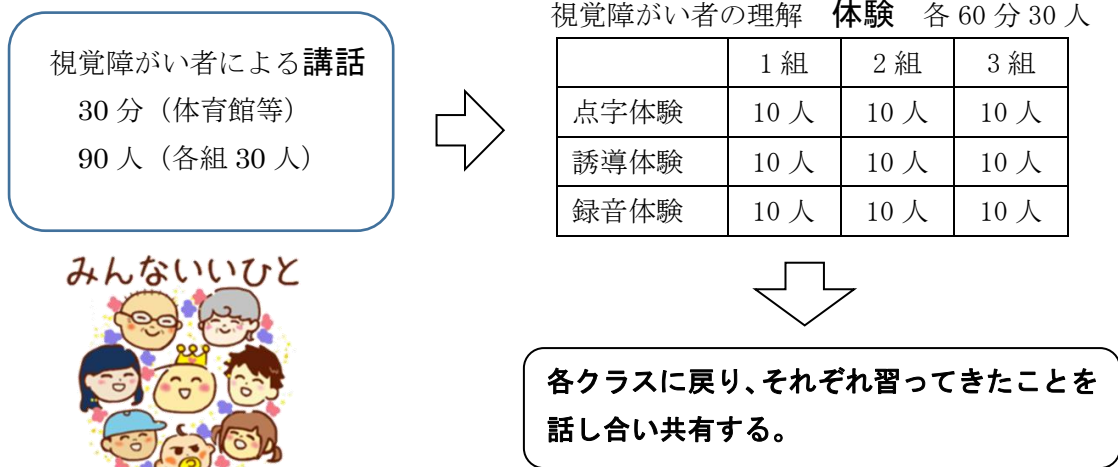 視覚障がい者による講話
30分（体育館等）
90人（各組30人）
視覚障がい者の理解　体験　各60分30人
1組 2組 3組
点字体験 10人 10人 10人
誘導体験 10人 10人 10人
録音体験 10人 10人 10人
みんないいひと
各クラスに戻り、それぞれ習ってきたことを
話し合い共有する。